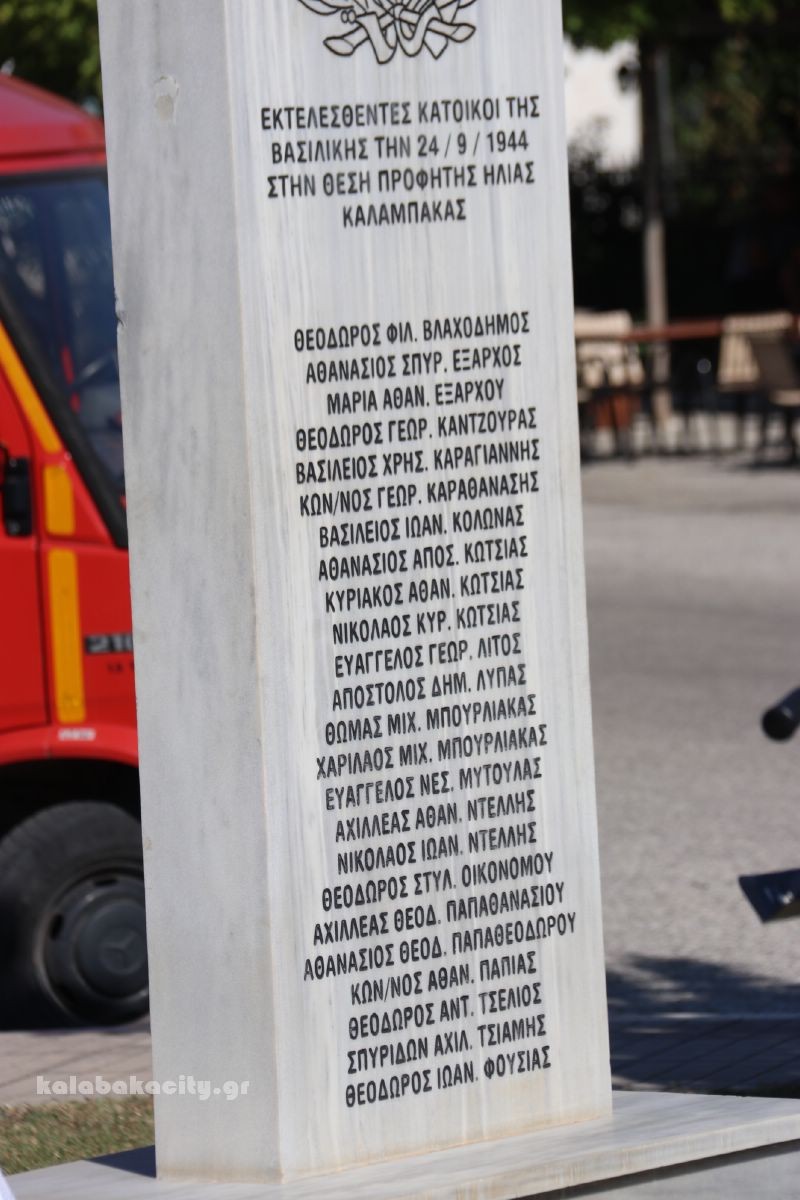 ΕΚΤΕΛΕΣΘΕΝΤΕΣ ΚΑΤΟΙΚΟΙ ΤΗΣ
ΒΑΣΙΛΙΚΗΣ ΤΗΝ 24 / 9 / 1944
ΣΤΗΝ ΘΕΣΗ ΠΡΟΦΗΤΗΣ ΗΛΙΑΣ
ΚΑΛΑΜΠΑΚΑΣ
ΘΕΟΔΩΡΟΣ ΦΙΛ. ΒΛΑΧΟΔΗΜΟΣ
ΑΘΑΝΑΣΙΟΣ ΣΠΥΡ. ΕΞΑΡΧΟΣ
ΜΑΡΙΑ ΑΘΑΝ. ΕΞΑΡΧΟΥ
ΘΕΟΔΩΡΟΣ ΓΕΩΡ. ΚΑΝΤΖΟΥΡΑΣ
ΒΑΣΙΛΕΙΟΣ ΧΡΗΣ. ΚΑΡΑΓΙΑΝΝΗΣ
ΚΩΝ/ΝΟΣ ΓΕΩΡ. ΚΑΡΑΘΑΝΑΣΗΣ
ΒΑΣΙΛΕΙΟΣ ΙΩΑΝ. ΚΟΛΩΝΑΣ
ΑΘΑΝΑΣΙΟΣ ΑΠΟΣ. ΚΩΤΣΙΑΣ
ΚΥΡΙΑΚΟΣ ΑΘΑΝ. ΚΩΤΣΙΑΣ
ΝΙΚΟΛΑΟΣ ΚΥΡ. ΚΩΤΣΙΑΣ
ΕΥΑΓΓΕΛΟΣ ΓΕΩΡ. ΛΙΤΟΣ
ΑΠΟΣΤΟΛΟΣ ΔΗΜ. ΛΥΠΑΣ
ΘΩΜΑΣ ΜΙΧ. ΜΠΟΥΡΛΙΑΚΑΣ
ΧΑΡΙΛΑΟΣ ΜΙΧ. ΜΠΟΥΡΛΙΑΚΑΣ
ΕΥΑΓΓΕΛΟΣ ΝΕΣ. ΜΥΤΟΥΛΑΣ
ΑΧΙΛΛΕΑΣ ΑΘΑΝ. ΝΤΕΛΛΗΣ
ΝΙΚΟΛΑΟΣ ΙΩΑΝ. ΝΤΕΛΛΗΣ
ΘΕΟΔΩΡΟΣ ΣΤΥΛ. ΟΙΚΟΝΟΜΟΥ
ΑΧΙΛΛΕΑΣ ΘΕΟΔ. ΠΑΠΑΘΑΝΑΣΙΟΥ
ΑΘΑΝΑΣΙΟΣ ΘΕΟΔ. ΠΑΠΑΘΕΟΔΩΡΟΥ
ΚΩΝ/ΝΟΣ ΑΘΑΝ. ΠΑΠΙΑΣ
ΘΕΟΔΩΡΟΣ ΑΝΤ. ΤΣΕΛΙΟΣ
ΣΠΥΡΙΔΩΝ ΑΧΙΛ. ΤΣΙΑΜΗΣ
ΘΕΟΔΩΡΟΣ ΙΩΑΝ. ΦΟΥΣΙΑΣ
kalabakacity.gr